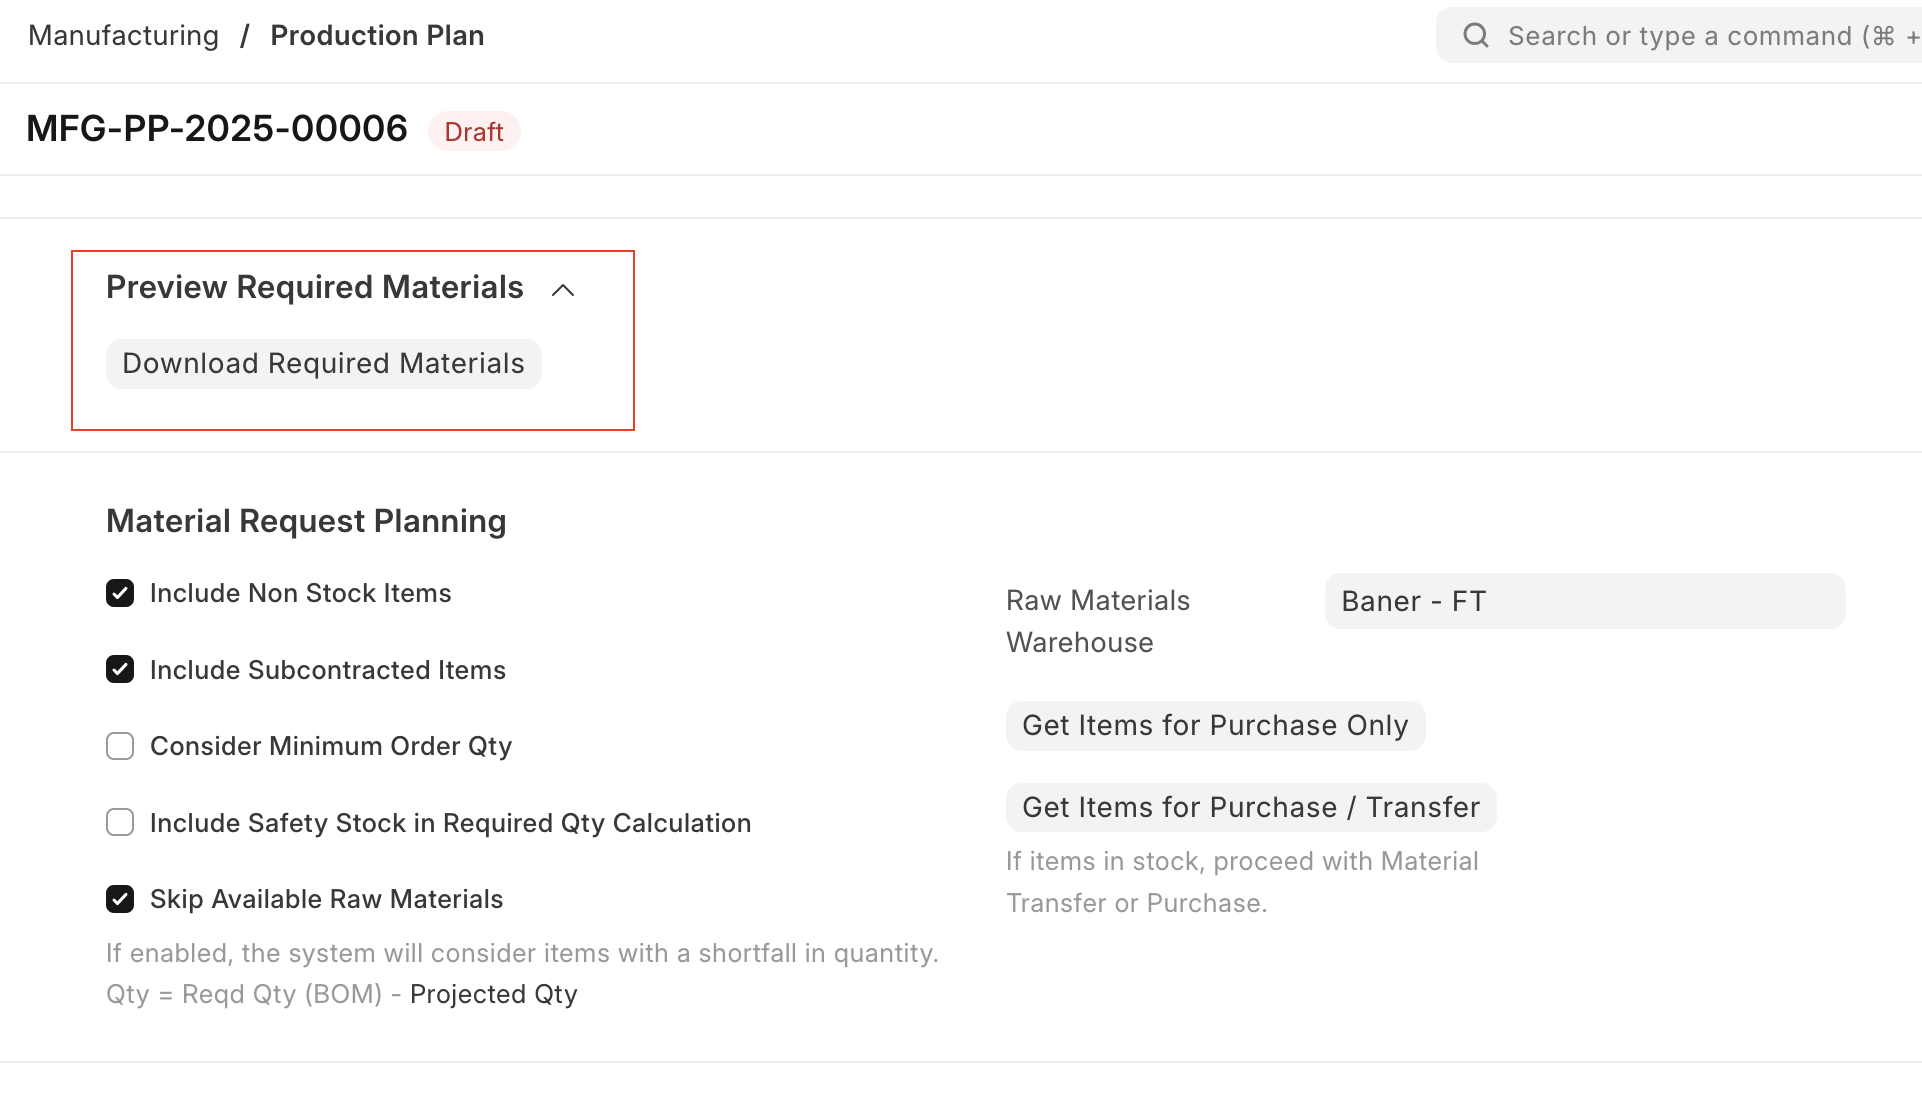 Manufacturing / Production Plan
Search or type a command (⌘ +
MFG-PP-2025-00006 Draft
Preview Required Materials
Download Required Materials
Material Request Planning
Include Non Stock Items
Include Subcontracted Items
Consider Minimum Order Qty
Include Safety Stock in Required Qty Calculation
Skip Available Raw Materials
If enabled, the system will consider items with a shortfall in quantity.
Qty = Reqd Qty (BOM) - Projected Qty
Raw Materials
Warehouse
Baner - FT
Get Items for Purchase Only
Get Items for Purchase / Transfer
If items in stock, proceed with Material
Transfer or Purchase.